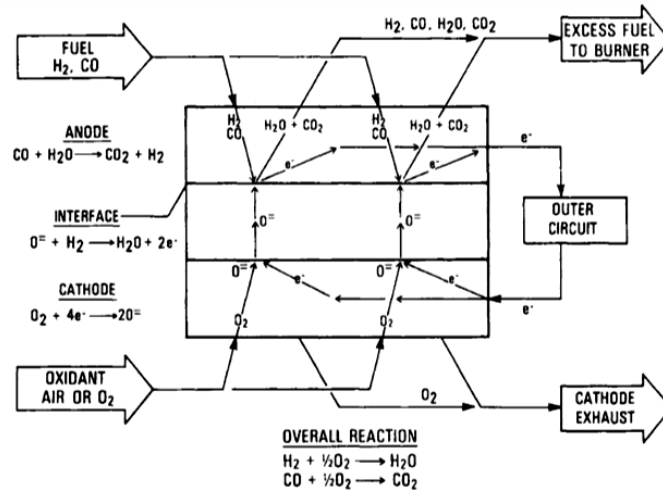 FUEL
H₂, CO
H₂, CO, H₂O, CO₂
EXCESS FUEL
TO BURNER
H₂
CO
H₂O + CO₂
H₂
CO
H₂O + CO₂
ANODE
CO + H₂O → CO₂ + H₂
e⁻
e⁻
e⁻
INTERFACE
O⁼ + H₂ → H₂O + 2e⁻
O⁼
O⁼
OUTER
CIRCUIT
O⁼
O⁼
e⁻
e⁻
e⁻
CATHODE
O₂ + 4e⁻ → 2O⁼
O₂
O₂
OXIDANT
AIR OR O₂
O₂
CATHODE
EXHAUST
OVERALL REACTION
H₂ + ½O₂ → H₂O
CO + ½O₂ → CO₂